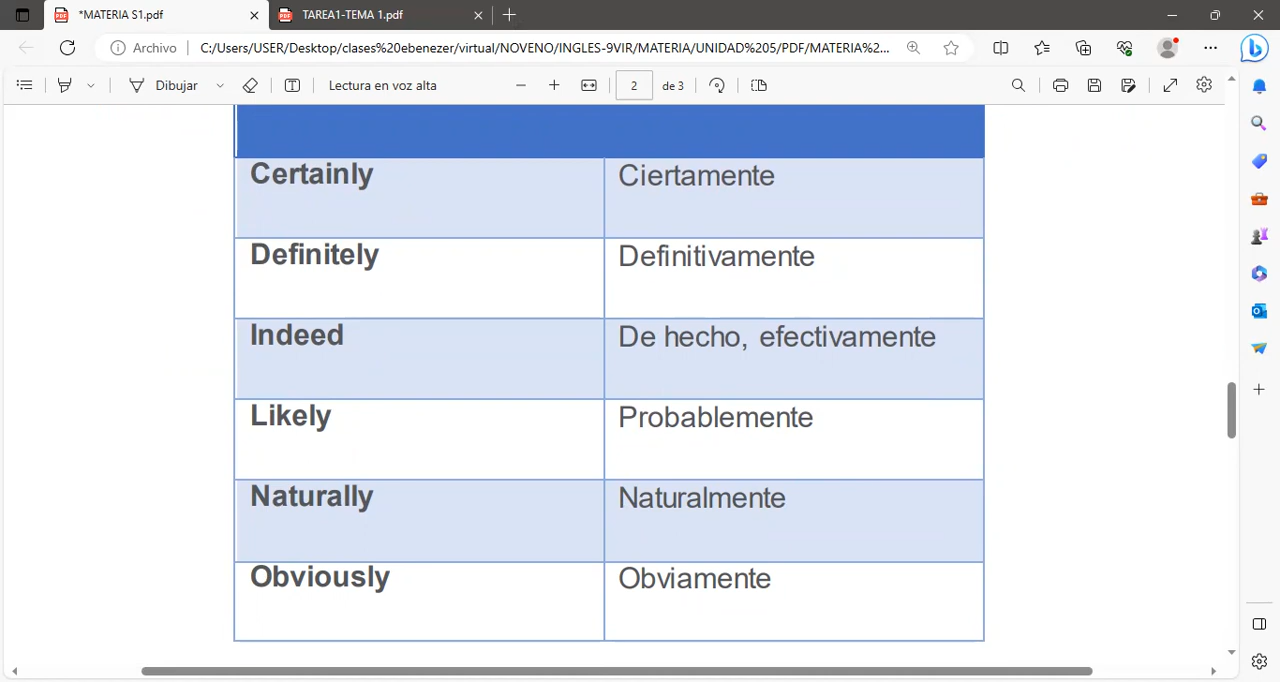 *MATERIA S1.pdf
TAREA1-TEMA 1.pdf
Archivo
C:/Users/USER/Desktop/clases%20ebenezer/virtual/NOVENO/INGLES-9VIR/MATERIA/UNIDAD%205/PDF/MATERIA%2...
Dibujar
Lectura en voz alta
2
de 3
Certainly
Ciertamente
Definitely
Definitivamente
Indeed
De hecho, efectivamente
Likely
Probablemente
Naturally
Naturalmente
Obviously
Obviamente